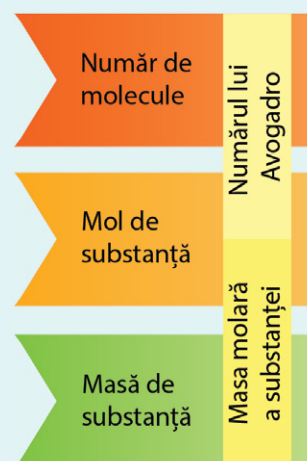 Număr de
molecule
Numărul lui
Avogadro
Mol de
substanță
Masa molară
a substanței
Masă de
substanță